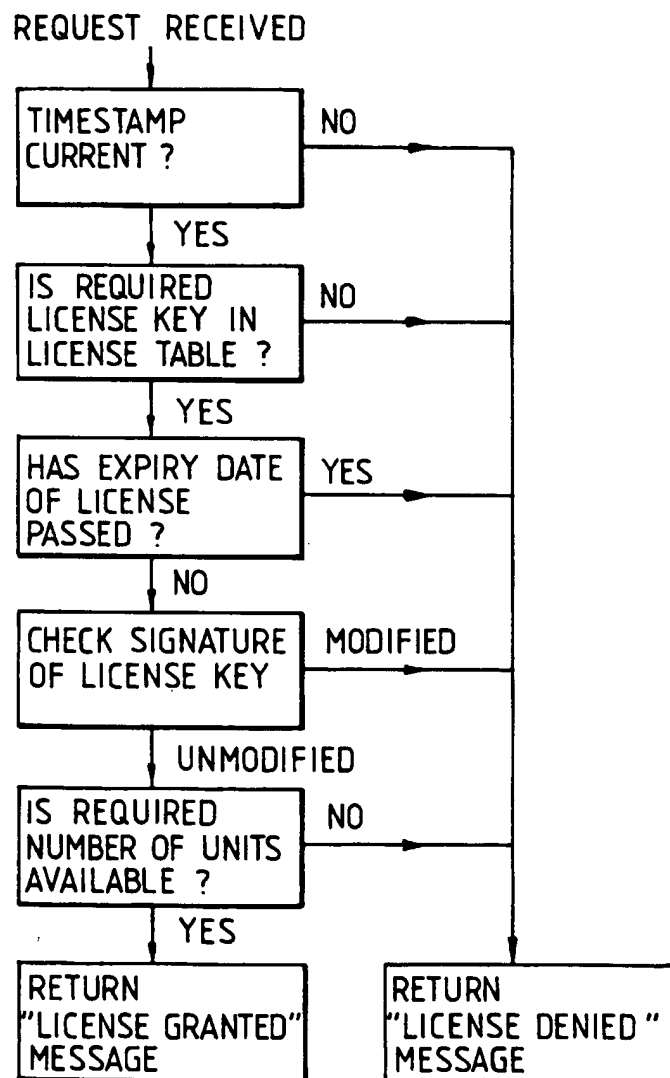 REQUEST RECEIVED
TIMESTAMP
CURRENT ?
NO
YES
IS REQUIRED
LICENSE KEY IN
LICENSE TABLE ?
NO
YES
HAS EXPIRY DATE
OF LICENSE
PASSED ?
YES
NO
CHECK SIGNATURE
OF LICENSE KEY
MODIFIED
UNMODIFIED
IS REQUIRED
NUMBER OF UNITS
AVAILABLE ?
NO
YES
RETURN
"LICENSE GRANTED"
MESSAGE
RETURN
"LICENSE DENIED"
MESSAGE